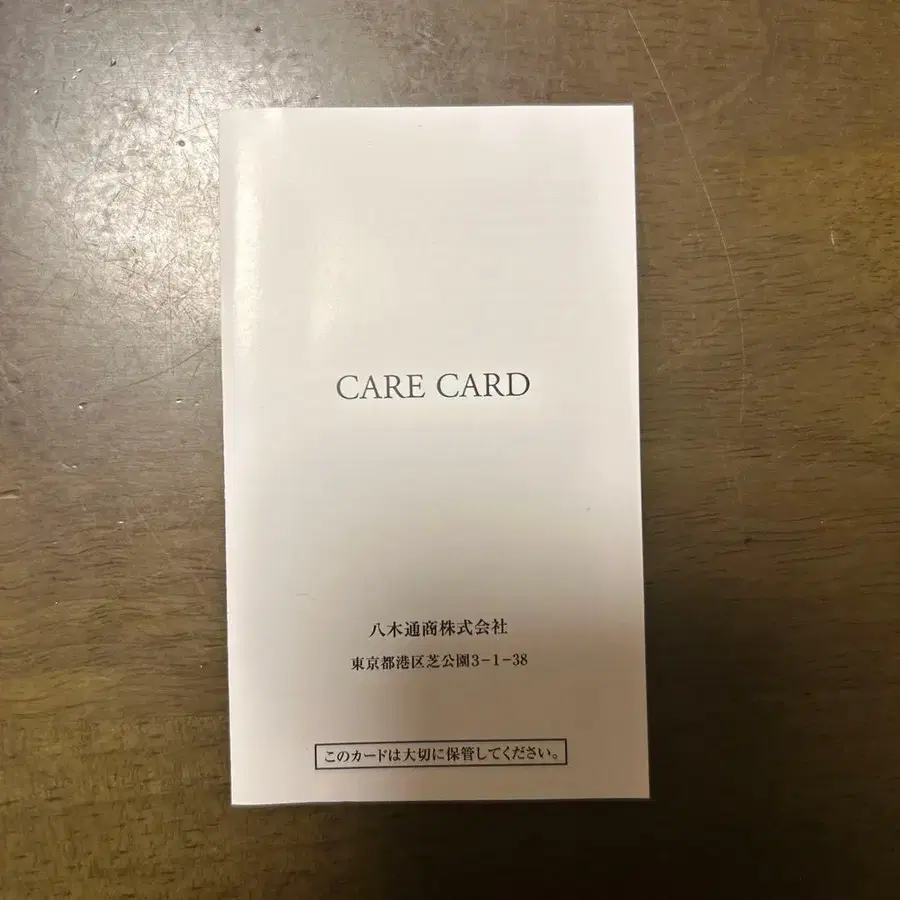 CARE CARD
八木通商株式会社
東京都港区芝公園3-1-38
このカードは大切に保管してください。